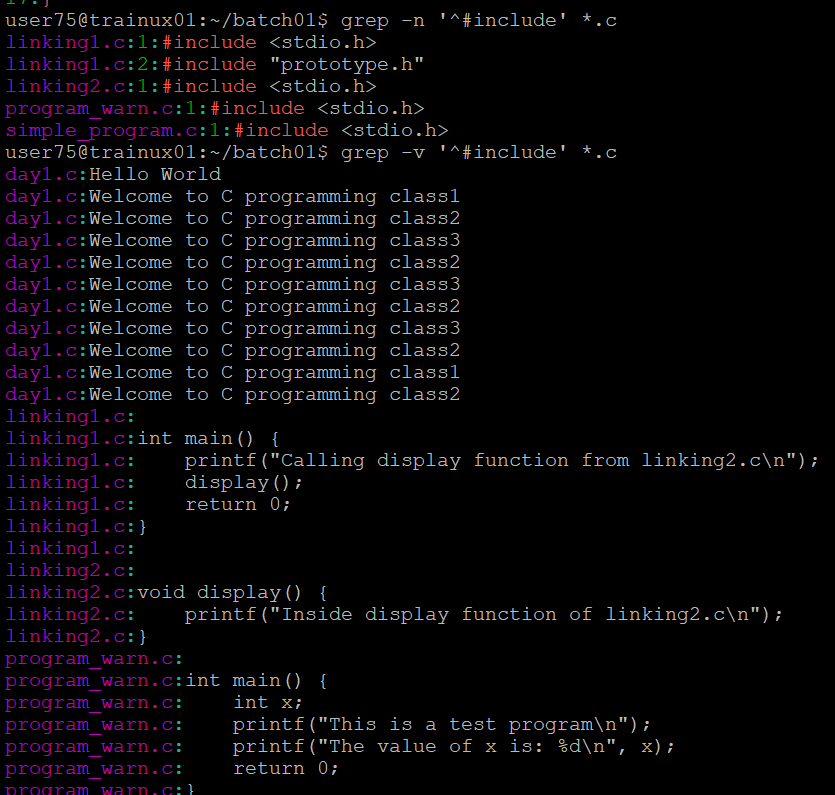 17:}
user75@trainux01:~/batch01$ grep -n '^#include' *.c
linking1.c:1:#include <stdio.h>
linking1.c:2:#include "prototype.h"
linking2.c:1:#include <stdio.h>
program_warn.c:1:#include <stdio.h>
simple_program.c:1:#include <stdio.h>
user75@trainux01:~/batch01$ grep -v '^#include' *.c
day1.c:Hello World
day1.c:Welcome to C programming class1
day1.c:Welcome to C programming class2
day1.c:Welcome to C programming class3
day1.c:Welcome to C programming class2
day1.c:Welcome to C programming class3
day1.c:Welcome to C programming class2
day1.c:Welcome to C programming class3
day1.c:Welcome to C programming class2
day1.c:Welcome to C programming class1
day1.c:Welcome to C programming class2
linking1.c:
linking1.c:int main() {
linking1.c:    printf("Calling display function from linking2.c\n");
linking1.c:    display();
linking1.c:    return 0;
linking1.c:}
linking1.c:
linking2.c:
linking2.c:void display() {
linking2.c:    printf("Inside display function of linking2.c\n");
linking2.c:}
program_warn.c:
program_warn.c:int main() {
program_warn.c:    int x;
program_warn.c:    printf("This is a test program\n");
program_warn.c:    printf("The value of x is: %d\n", x);
program_warn.c:    return 0;
program_warn.c:}